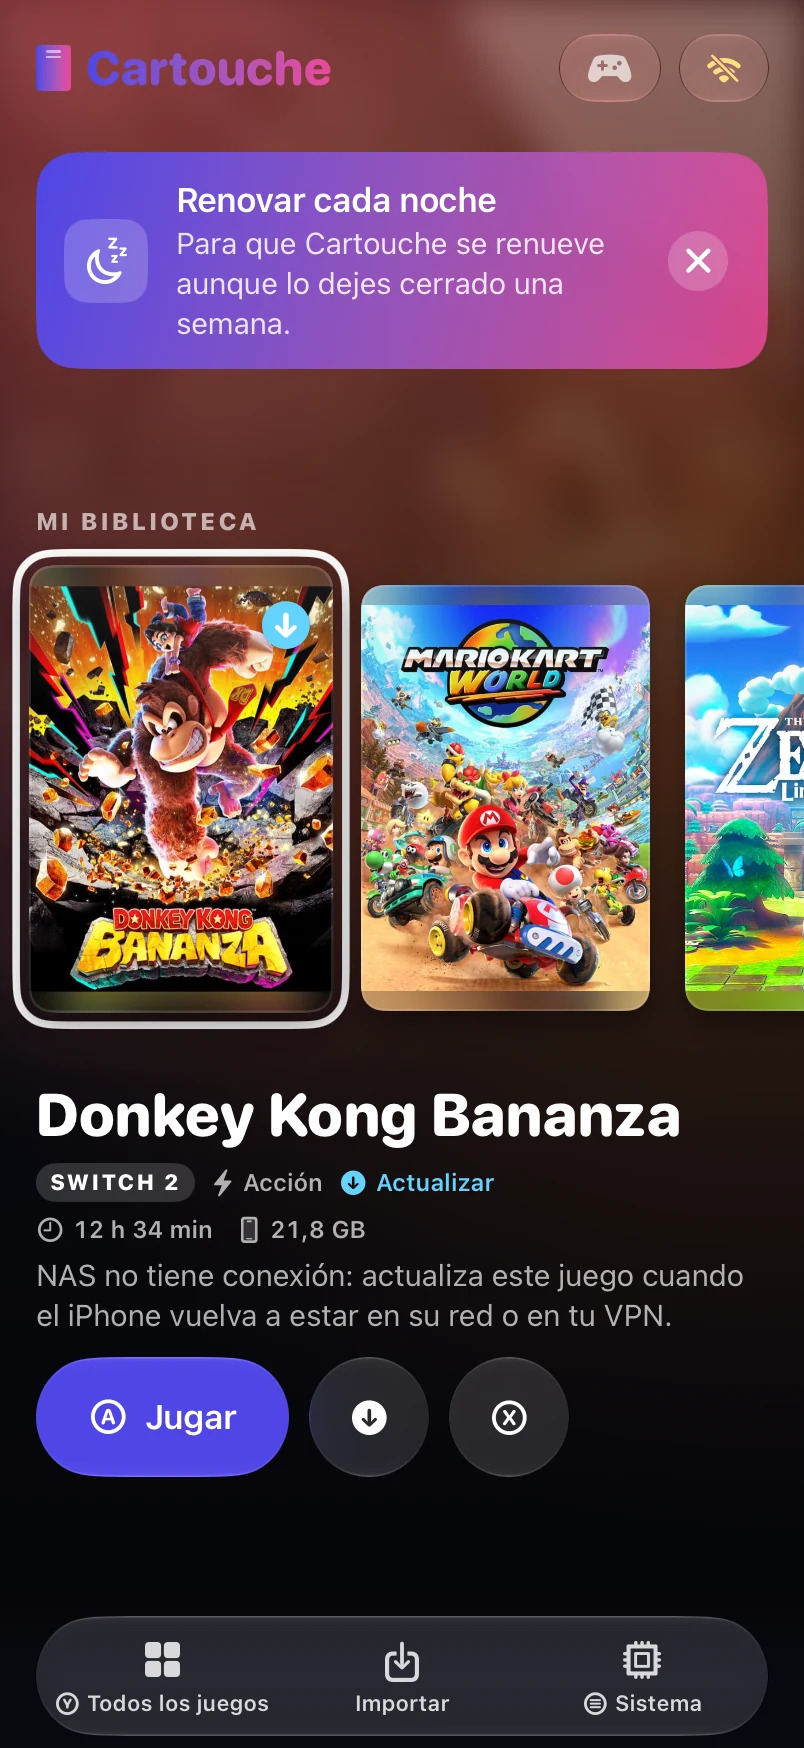 Cartouche
Renovar cada noche
Para que Cartouche se renueve
aunque lo dejes cerrado una
semana.
MI BIBLIOTECA
DONKEY KONG
BANANZA
MARIOKART
WORLD
TH
ZE
Lin
Donkey Kong Bananza
SWITCH 2 Acción Actualizar
12 h 34 min 21,8 GB
NAS no tiene conexión: actualiza este juego cuando
el iPhone vuelva a estar en su red o en tu VPN.
A Jugar X
Y Todos los juegos Importar Sistema